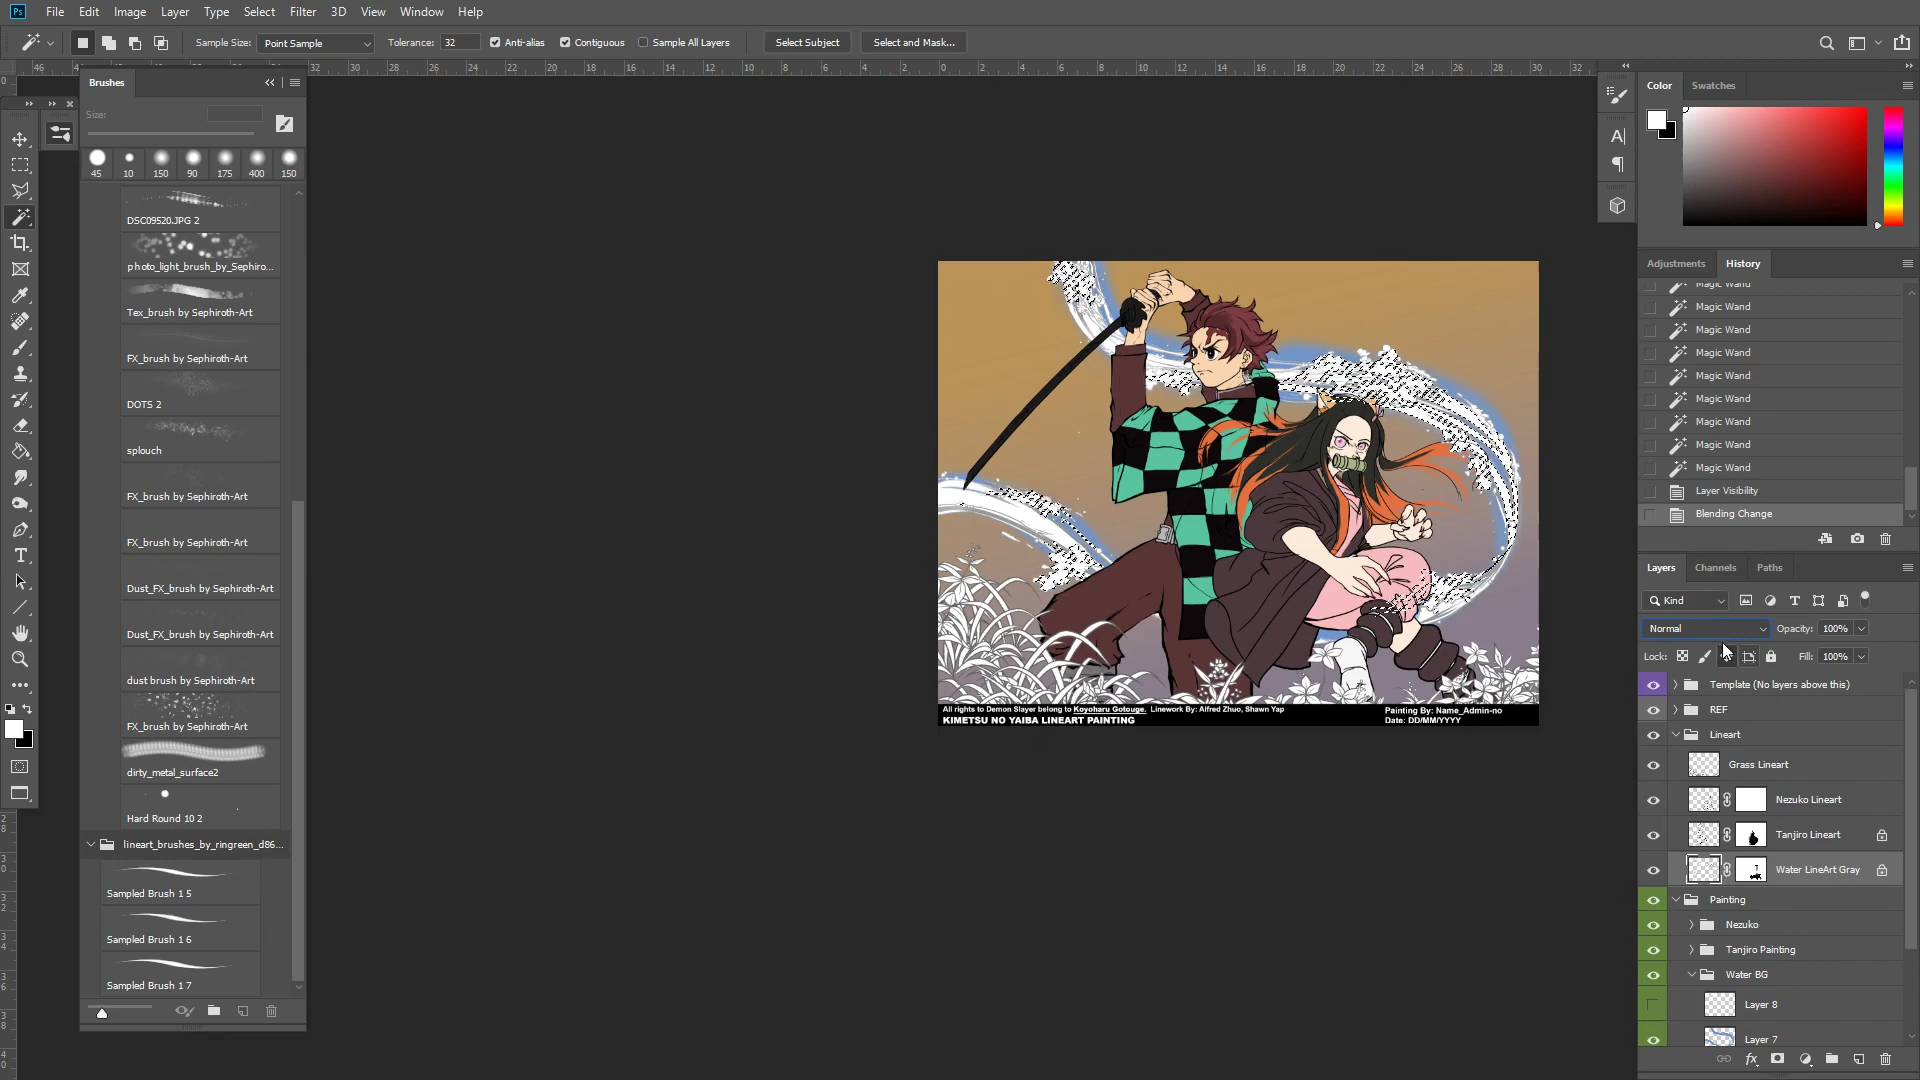 Ps File Edit Image Layer Type Select Filter 3D View Window Help
Sample Size: Point Sample Tolerance: 32 Anti-alias Contiguous Sample All Layers Select Subject Select and Mask...
Brushes
Size:
45 10 150 90 175 400 150
DSC09520.JPG 2
photo_light_brush_by_Sephiro...
Tex_brush by Sephiroth-Art
FX_brush by Sephiroth-Art
DOTS 2
splouch
FX_brush by Sephiroth-Art
FX_brush by Sephiroth-Art
Dust_FX_brush by Sephiroth-Art
Dust_FX_brush by Sephiroth-Art
dust brush by Sephiroth-Art
FX_brush by Sephiroth-Art
dirty_metal_surface2
Hard Round 10 2
lineart_brushes_by_ringreen_d86...
Sampled Brush 1 5
Sampled Brush 1 6
Sampled Brush 1 7
All rights to Demon Slayer belong to Koyoharu Gotouge. Linework By: Alfred Zhuo, Shawn Yap
KIMETSU NO YAIBA LINEART PAINTING
Painting By: Name_Admin-no
Date: DD/MM/YYYY
Color Swatches
Adjustments History
Magic Wand
Magic Wand
Magic Wand
Magic Wand
Magic Wand
Magic Wand
Magic Wand
Magic Wand
Magic Wand
Layer Visibility
Blending Change
Layers Channels Paths
Kind
Normal Opacity: 100%
Lock: Fill: 100%
Template (No layers above this)
REF
Lineart
Grass Lineart
Nezuko Lineart
Tanjiro Lineart
Water LineArt Gray
Painting
Nezuko
Tanjiro Painting
Water BG
Layer 8
Layer 7